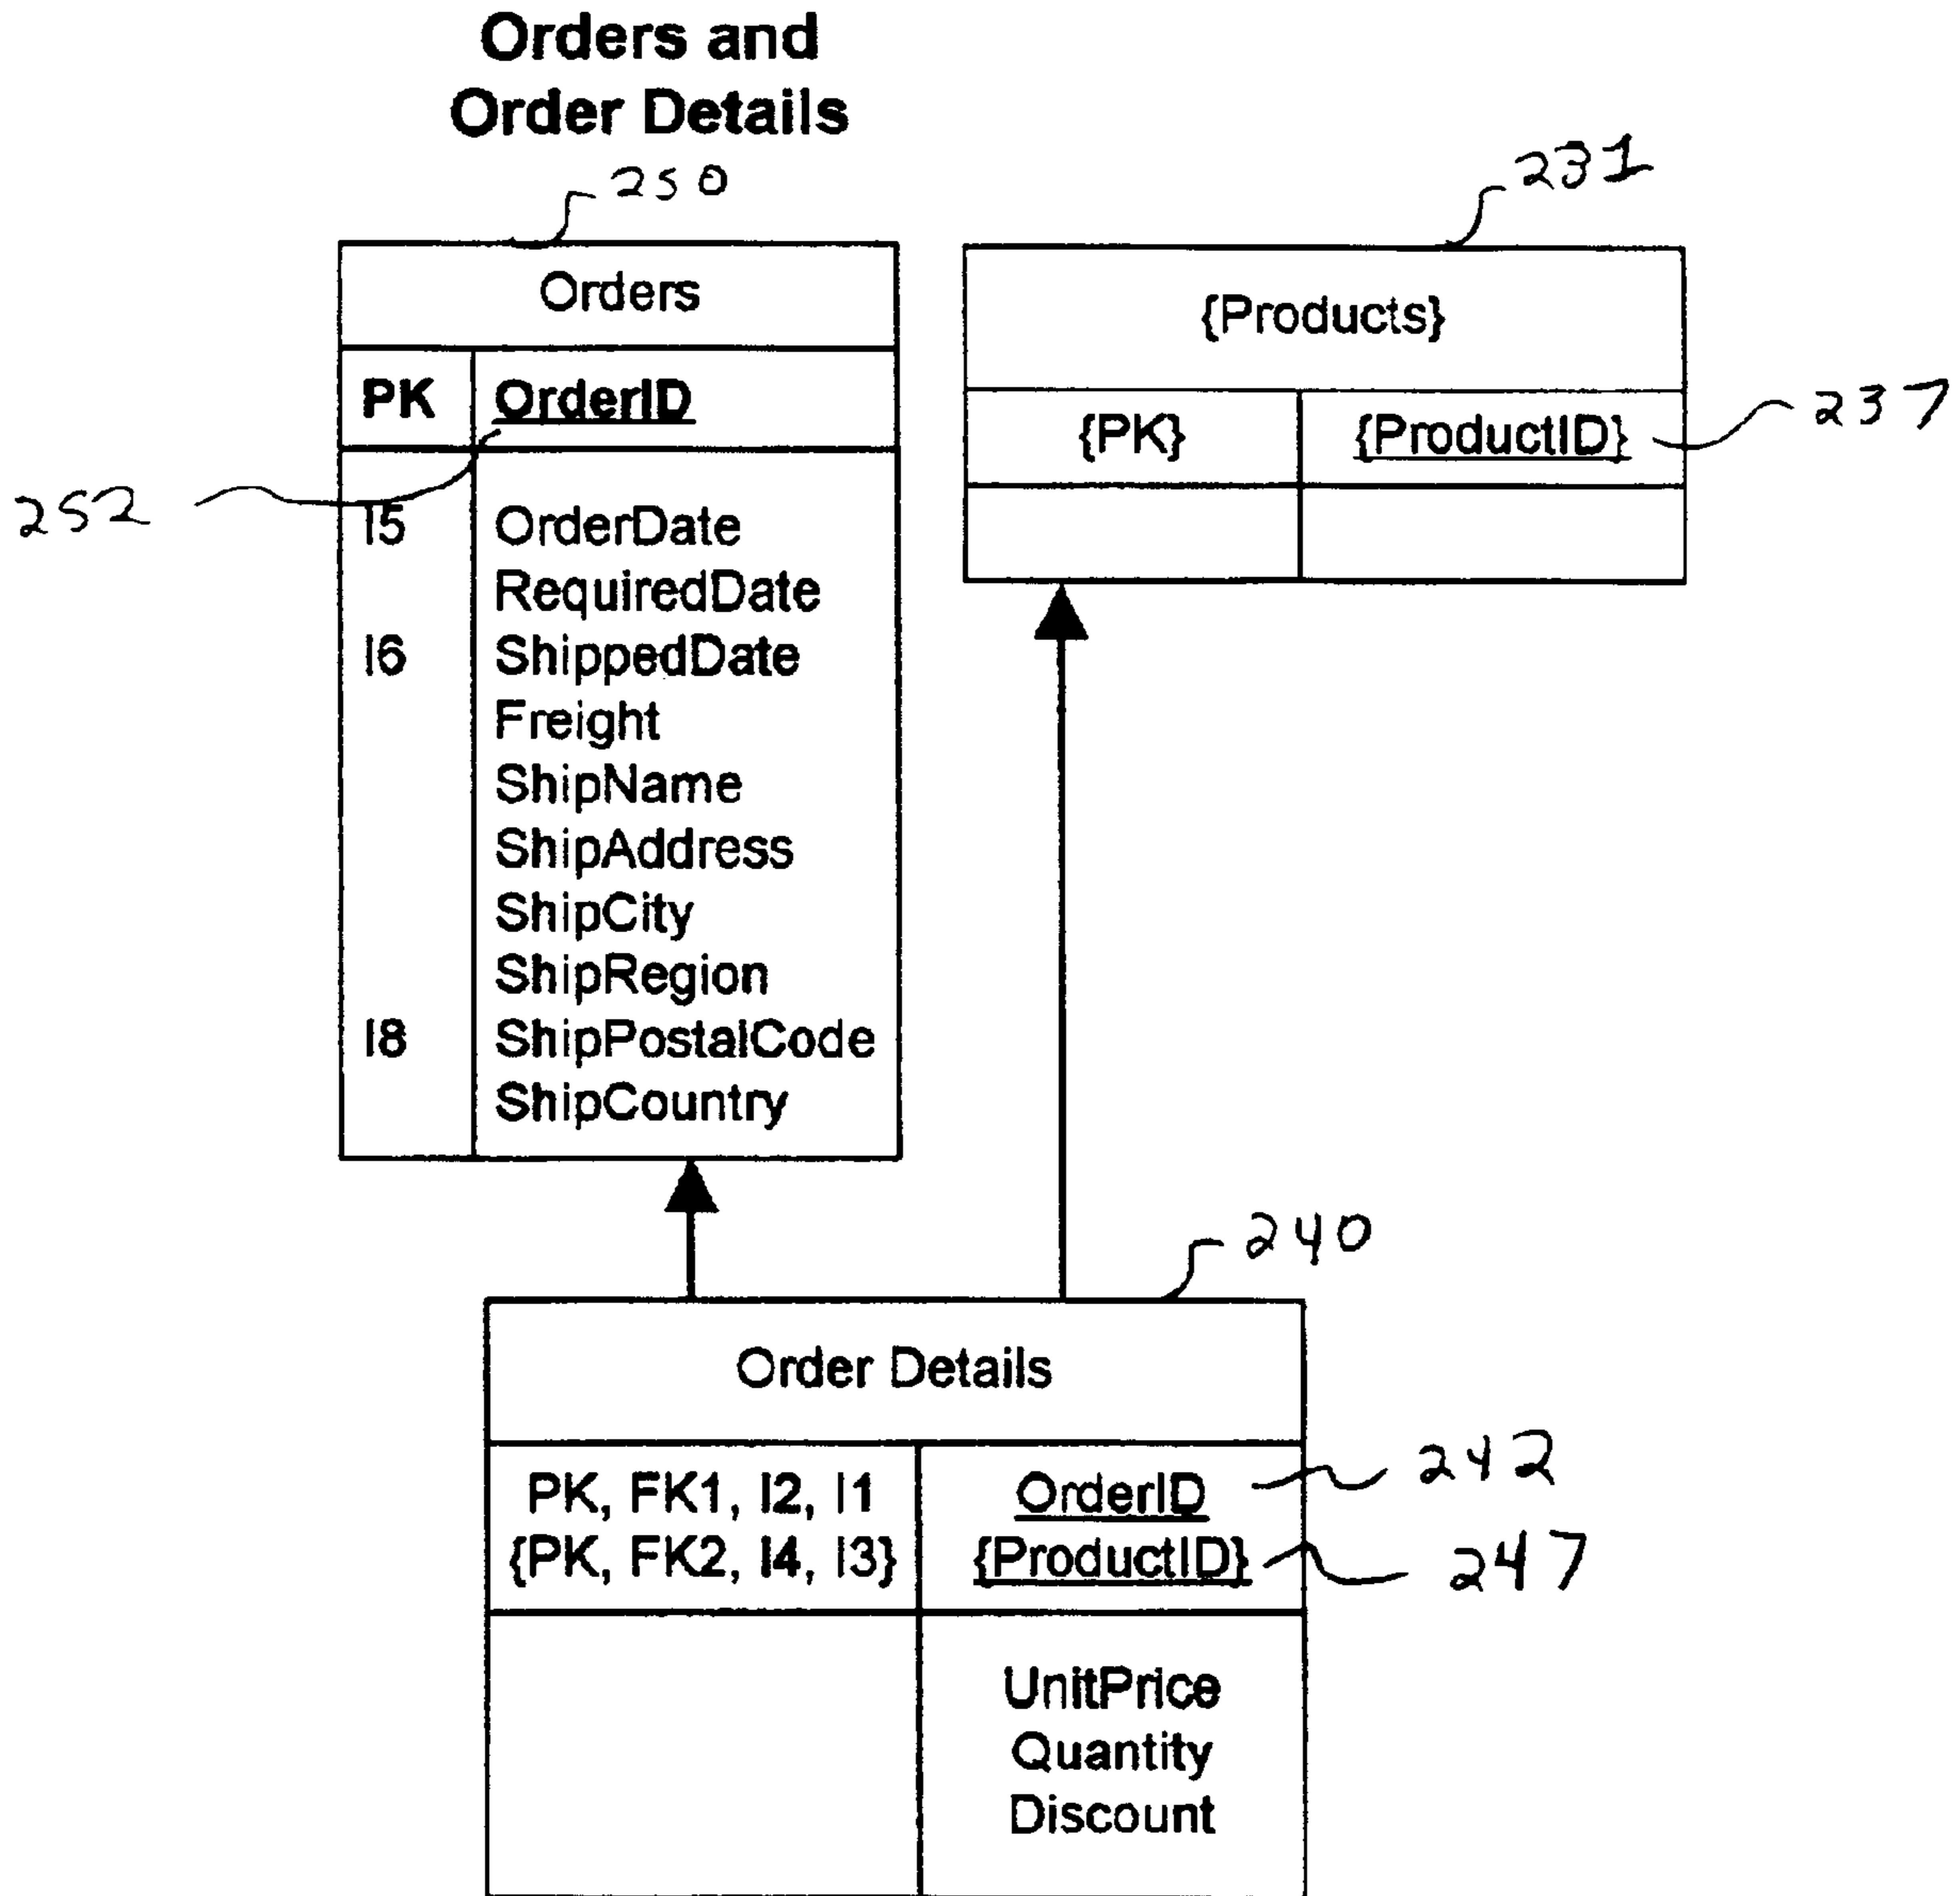 Orders and
Order Details
250
231
Orders
PK OrderID
252
I5 OrderDate
RequiredDate
I6 ShippedDate
Freight
ShipName
ShipAddress
ShipCity
ShipRegion
I8 ShipPostalCode
ShipCountry
{Products}
{PK} {ProductID}
237
240
Order Details
PK, FK1, I2, I1 OrderID
242
{PK, FK2, I4, I3} {ProductID}
247
UnitPrice
Quantity
Discount